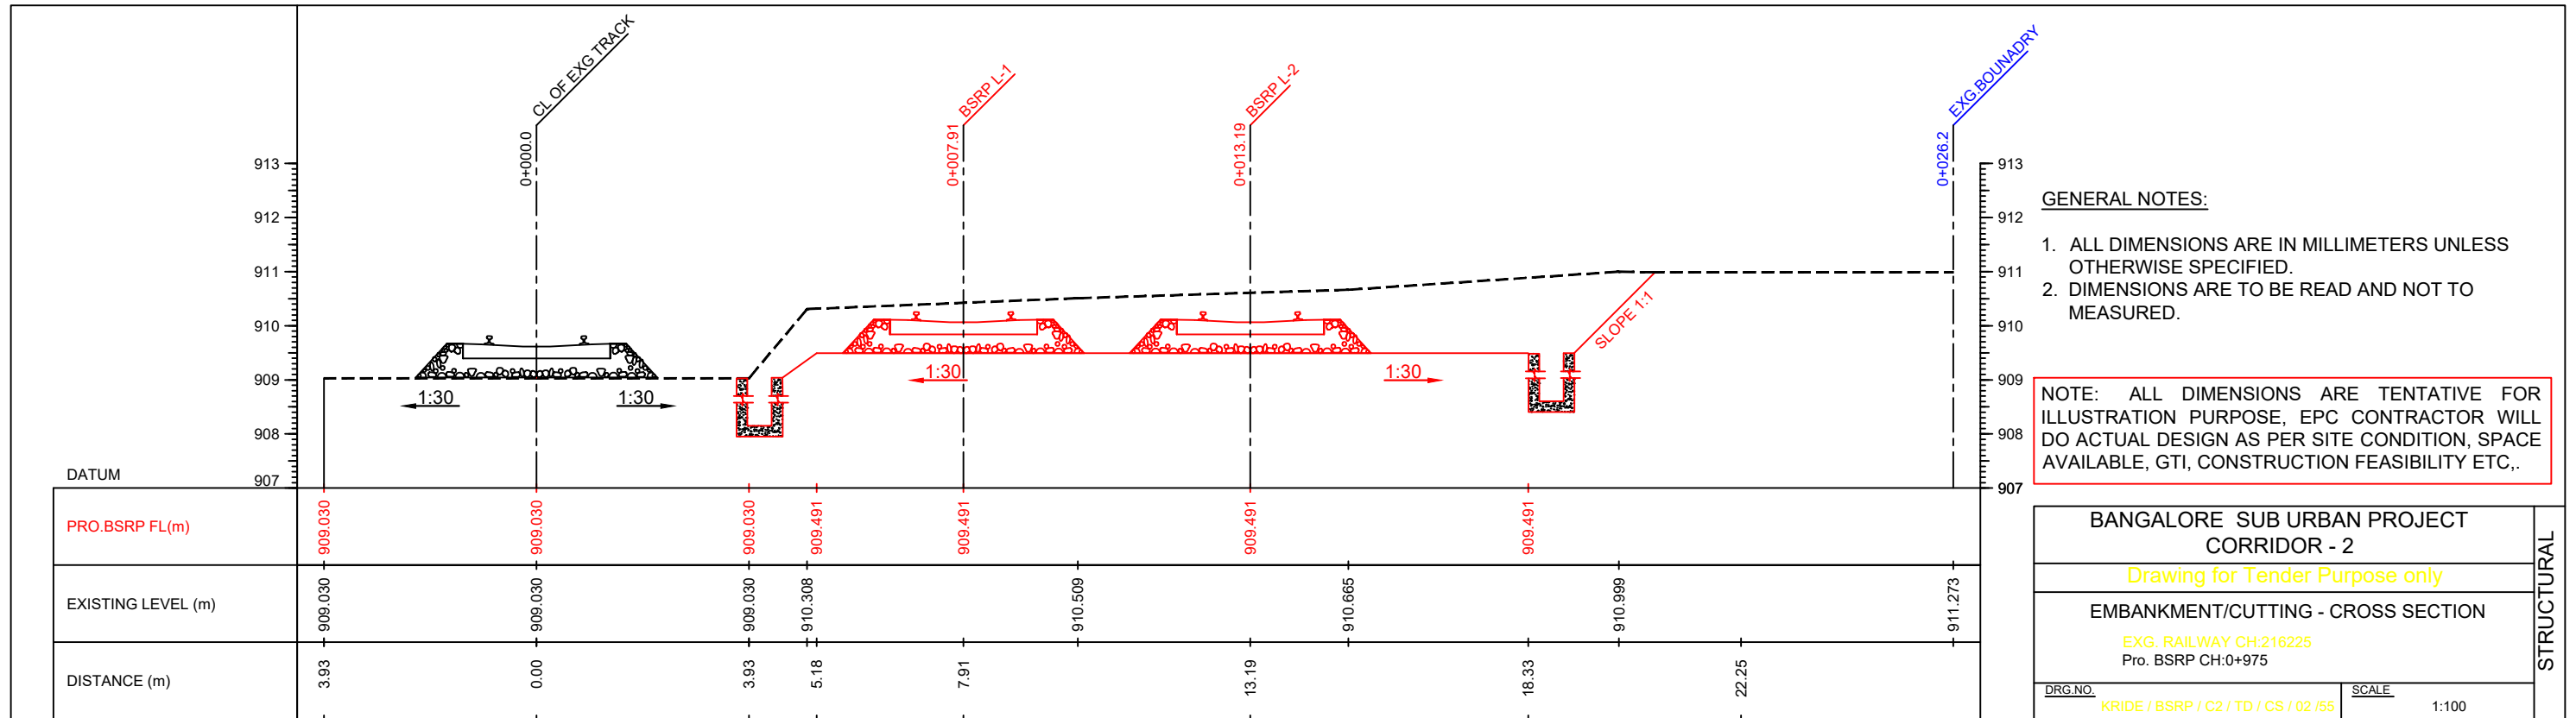 CL OF EXG TRACK
0+000.0
BSRP L-1
0+007.91
BSRP L-2
0+013.19
EXG.BOUNADRY
0+026.2
913
912
911
910
909
908
907
913
912
911
910
909
908
907
1:30
1:30
1:30
1:30
SLOPE 1:1
DATUM
PRO.BSRP FL(m)
909.030
909.030
909.030
909.491
909.491
909.491
909.491
EXISTING LEVEL (m)
909.030
909.030
909.030
910.308
910.509
910.665
910.999
911.273
DISTANCE (m)
3.93
0.00
3.93
5.18
7.91
13.19
18.33
22.25
GENERAL NOTES:
1. ALL DIMENSIONS ARE IN MILLIMETERS UNLESS
OTHERWISE SPECIFIED.
2. DIMENSIONS ARE TO BE READ AND NOT TO
MEASURED.
NOTE: ALL DIMENSIONS ARE TENTATIVE FOR
ILLUSTRATION PURPOSE, EPC CONTRACTOR WILL
DO ACTUAL DESIGN AS PER SITE CONDITION, SPACE
AVAILABLE, GTI, CONSTRUCTION FEASIBILITY ETC,.
BANGALORE SUB URBAN PROJECT
CORRIDOR - 2
Drawing for Tender Purpose only
EMBANKMENT/CUTTING - CROSS SECTION
EXG. RAILWAY CH:216225
Pro. BSRP CH:0+975
STRUCTURAL
DRG.NO.
KRIDE / BSRP / C2 / TD / CS / 02 /55
SCALE
1:100